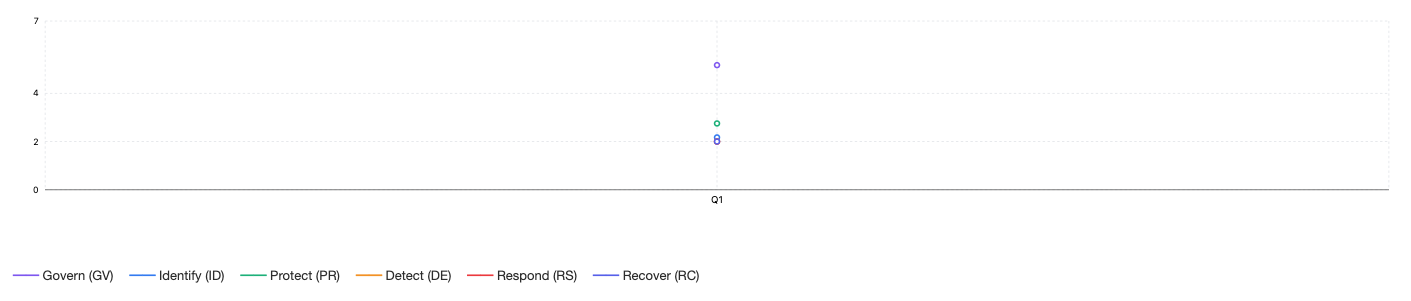 7
4
2
0
Q1
Govern (GV) Identify (ID) Protect (PR) Detect (DE) Respond (RS) Recover (RC)